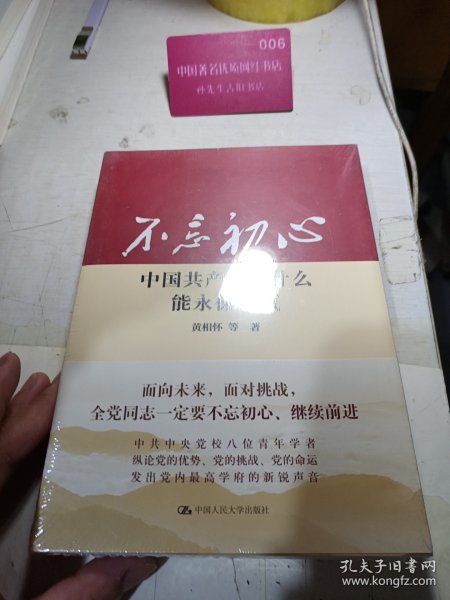 006
中国著名优质网红书店
孙先生古旧书店
不忘初心
中国共产 什么
能永
黄相怀 等 著
面向未来，面对挑战，
全党同志一定要不忘初心、继续前进
中共中央党校八位青年学者
纵论党的优势、党的挑战、党的命运
发出党内最高学府的新锐声音
中国人民大学出版社
孔夫子旧书网
www.kongfz.com